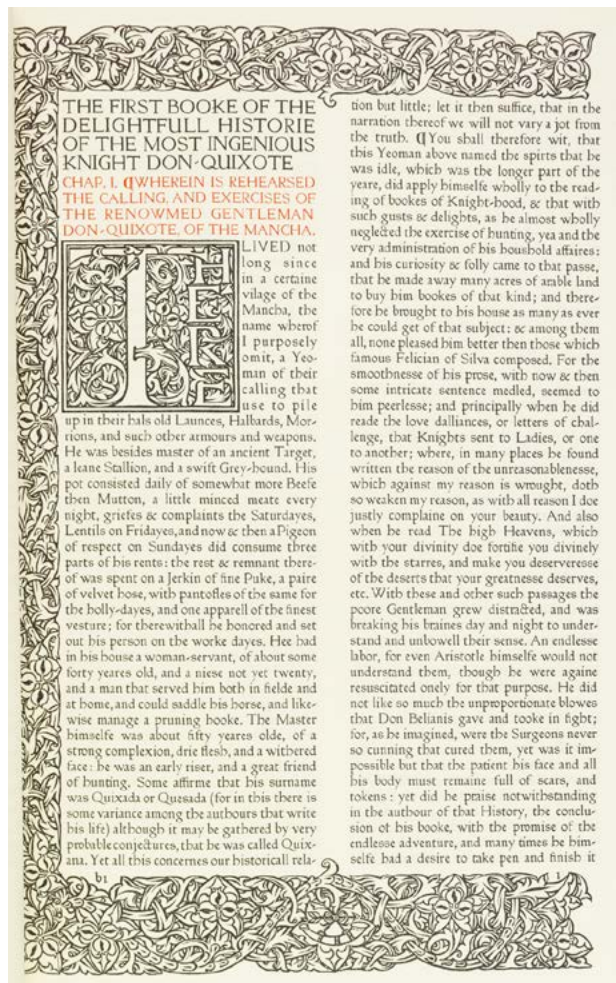 THE FIRST BOOKE OF THE
DELIGHTFULL HISTORIE
OF THE MOST INGENIOUS
KNIGHT DON-QUIXOTE
CHAP. I. ¶WHEREIN IS REHEARSED
THE CALLING, AND EXERCISES OF
THE RENOWMED GENTLEMAN
DON-QUIXOTE, OF THE MANCHA.
THERE
LIVED not
long since
in a certaine
vilage of the
Mancha, the
name wherof
I purposely
omit, a Yeo-
man of their
calling that
use to pile
up in their hals old Launces, Halbards, Mor-
rions, and such other armours and weapons.
He was besides master of an ancient Target,
a leane Stallion, and a swift Grey-hound. His
pot consisted daily of somewhat more Beefe
then Mutton, a little minced meate every
night, griefes & complaints the Saturdayes,
Lentils on Fridayes, and now & then a Pigeon
of respect on Sundayes did consume three
parts of his rents: the rest & remnant there-
of was spent on a Jerkin of fine Puke, a paire
of velvet hose, with pantofles of the same for
the holly-dayes, and one apparell of the finest
vesture; for therewithall he honored and set
out his person on the worke dayes. Hee had
in his house a woman-servant, of about some
forty yeares old, and a niese not yet twenty,
and a man that served him both in fielde and
at home, and could saddle his horse, and like-
wise manage a pruning hooke. The Master
himselfe was about fifty yeares olde, of a
strong complexion, drie flesh, and a withered
face: he was an early riser, and a great friend
of hunting. Some affirme that his surname
was Quixada or Quesada (for in this there is
some variance among the authours that write
his life) although it may be gathered by very
probable conjectures, that he was called Quix-
ana. Yet all this concernes our historicall rela-
b1
tion but little; let it then suffice, that in the
narration thereof we will not vary a jot from
the truth. ¶ You shall therefore wit, that
this Yeoman above named the spirts that he
was idle, which was the longer part of the
yeare, did apply himselfe wholly to the read-
ing of bookes of Knight-hood, & that with
such gusts & delights, as he almost wholly
neglected the exercise of hunting, yea and the
very administration of his houshold affaires:
and his curiosity & folly came to that passe,
that he made away many acres of arable land
to buy him bookes of that kind; and there-
fore he brought to his house as many as ever
he could get of that subject: & among them
all, none pleased him better then those which
famous Felician of Silva composed. For the
smoothnesse of his prose, with now & then
some intricate sentence medled, seemed to
him peerlesse; and principally when he did
reade the love dalliances, or letters of chal-
lenge, that Knights sent to Ladies, or one
to another; where, in many places he found
written the reason of the unreasonablenesse,
which against my reason is wrought, doth
so weaken my reason, as with all reason I doe
justly complaine on your beauty. And also
when he read The high Heavens, which
with your divinity doe fortifie you divinely
with the starres, and make you deserveresse
of the deserts that your greatnesse deserves,
etc. With these and other such passages the
poore Gentleman grew distracted, and was
breaking his braines day and night to under-
stand and unbowell their sense. An endlesse
labor, for even Aristotle himselfe would not
understand them, though he were againe
resuscitated onely for that purpose. He did
not like so much the unproportionate blowes
that Don Belianis gave and tooke in fight;
for, as he imagined, were the Surgeons never
so cunning that cured them, yet was it im-
possible but that the patient his face and all
his body must remaine full of scars, and
tokens: yet did he praise notwithstanding
in the authour of that History, the conclu-
sion of his booke, with the promise of the
endlesse adventure, and many times he him-
selfe had a desire to take pen and finish it